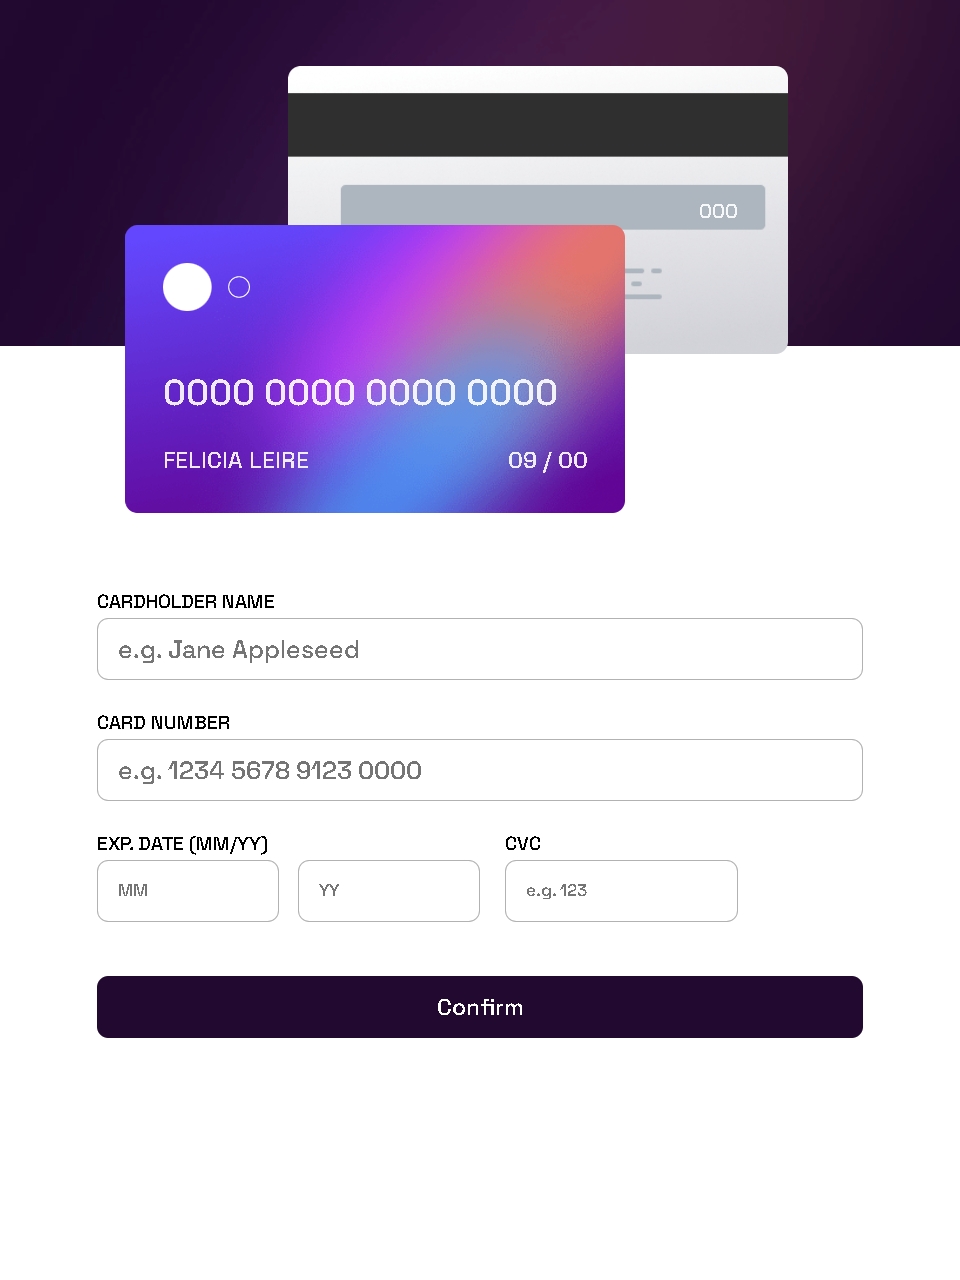 000
0000 0000 0000 0000
FELICIA LEIRE 09 / 00
CARDHOLDER NAME
e.g. Jane Appleseed
CARD NUMBER
e.g. 1234 5678 9123 0000
EXP. DATE (MM/YY) CVC
MM YY e.g. 123
Confirm